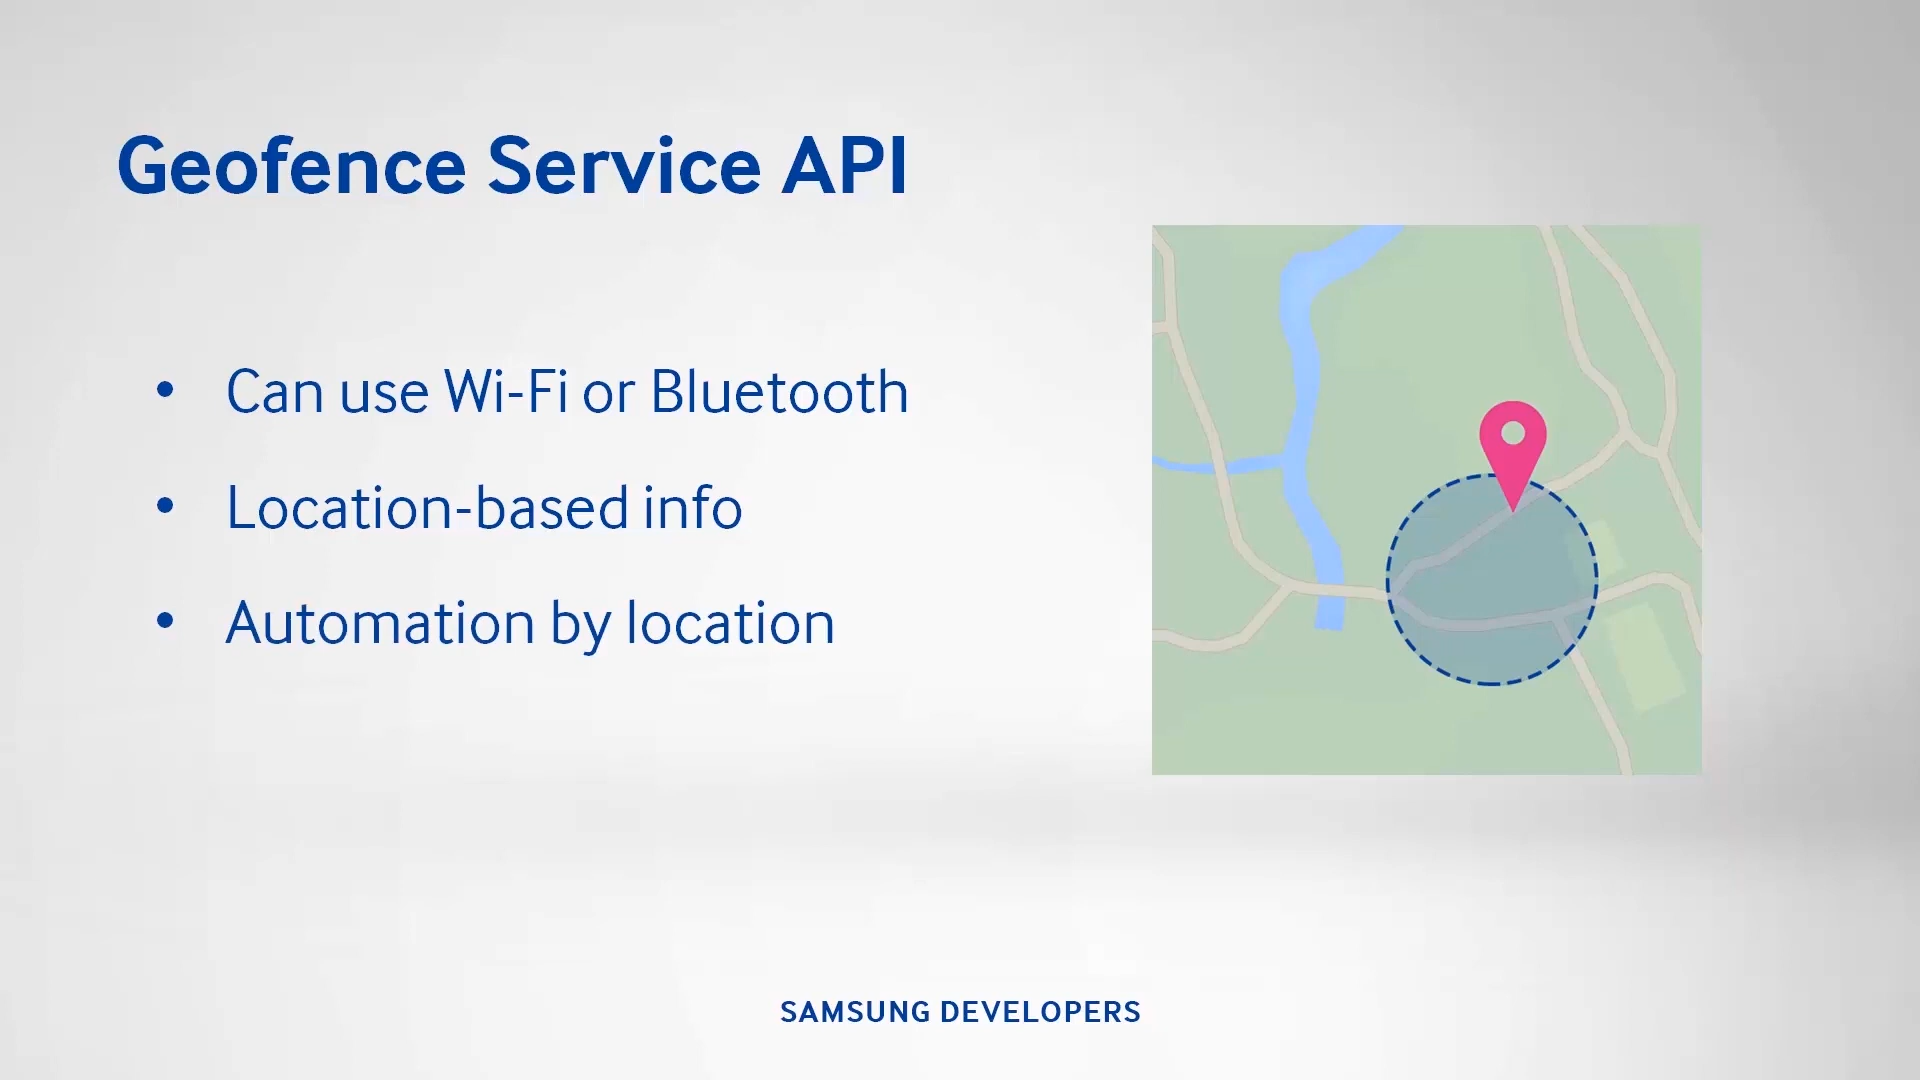 Geofence Service API
• Can use Wi-Fi or Bluetooth
• Location-based info
• Automation by location
SAMSUNG DEVELOPERS